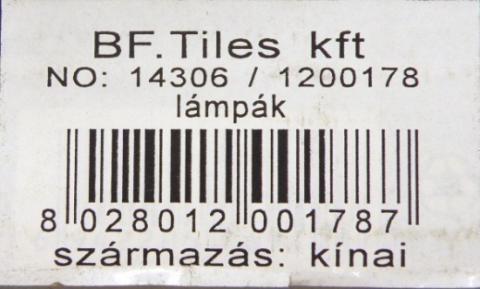 BF.Tiles kft
NO: 14306 / 1200178
lámpák
8 028012 001787
származás: kínai